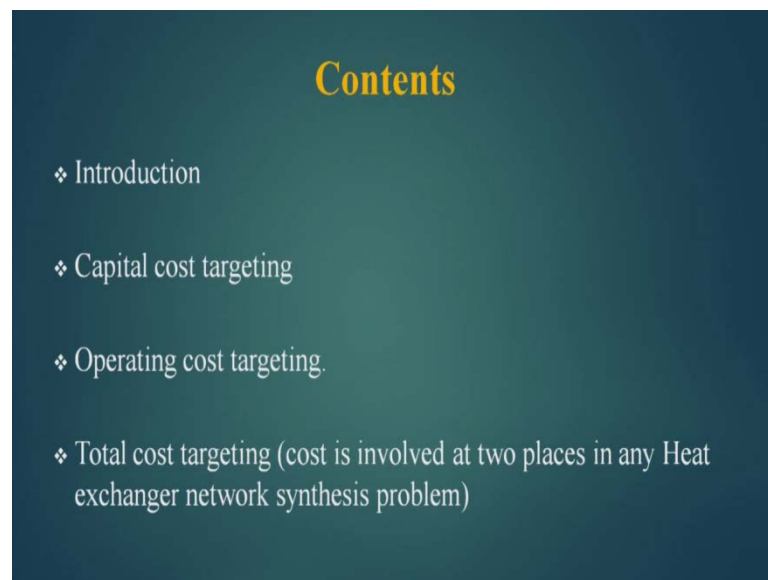 Contents
❖ Introduction
❖ Capital cost targeting
❖ Operating cost targeting.
❖ Total cost targeting (cost is involved at two places in any Heat
exchanger network synthesis problem)